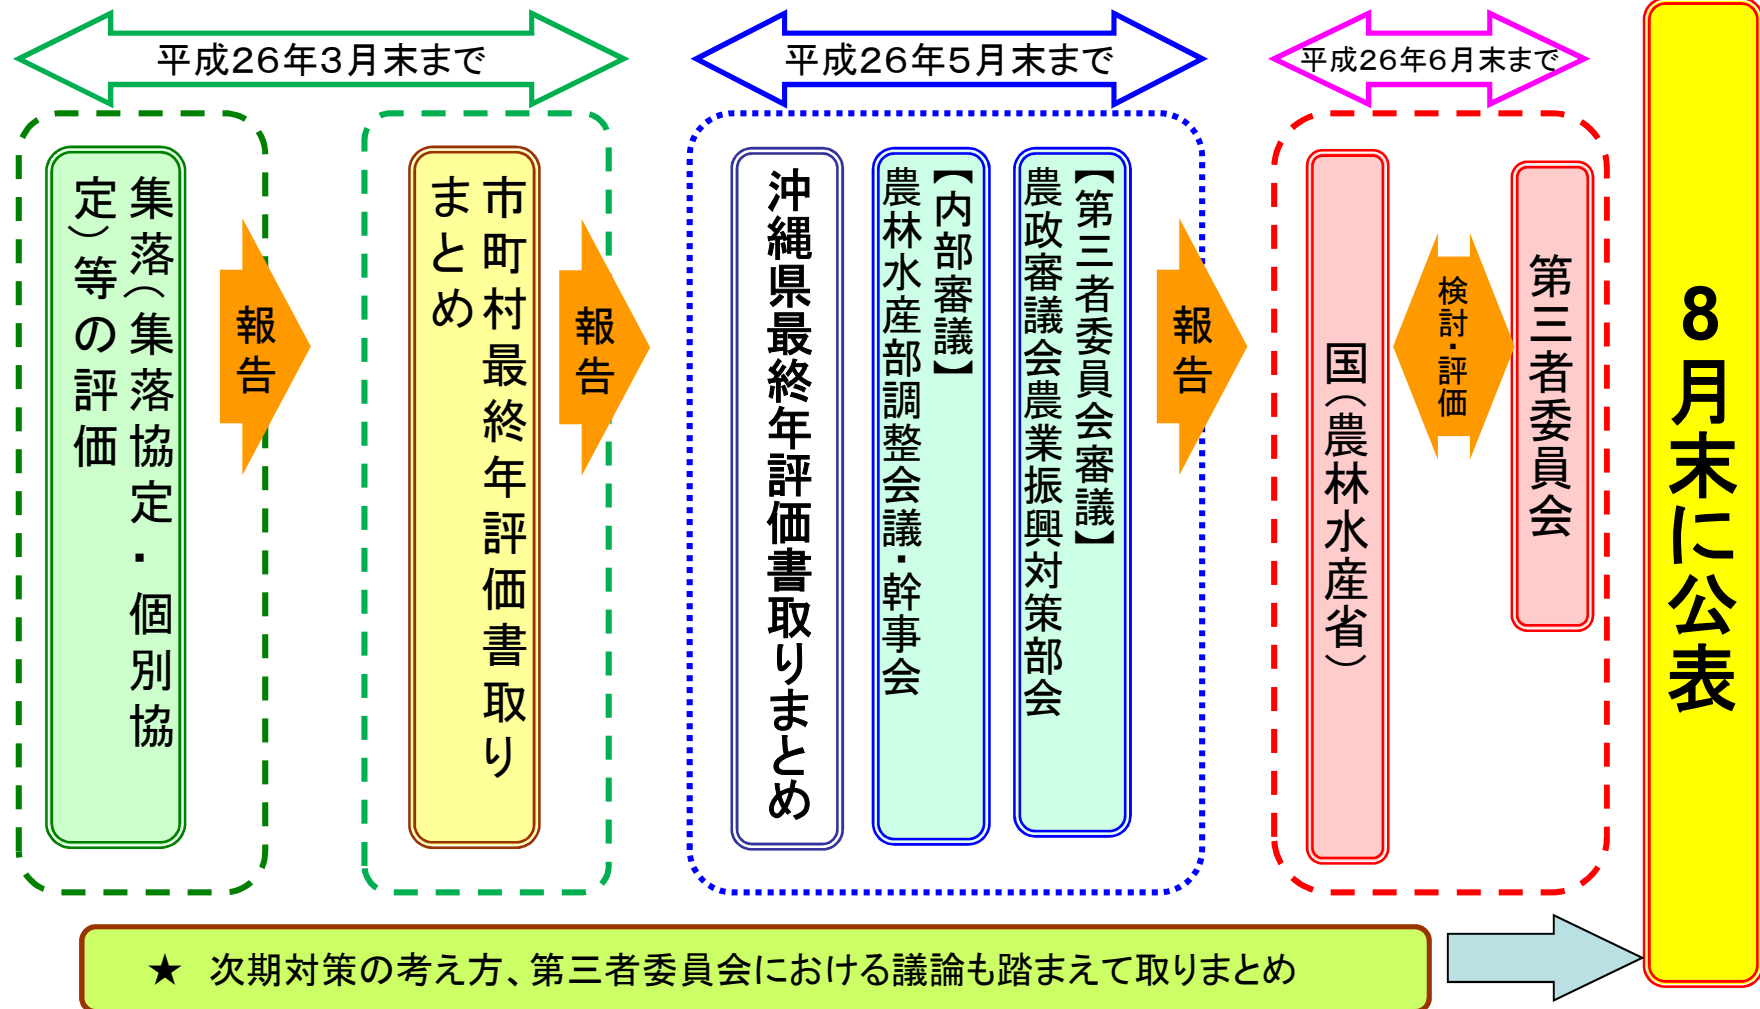 平成26年3月末まで
平成26年5月末まで
平成26年6月末まで
集落（集落協定・個別協
定）等の評価
報告
市町村最終年評価書取り
まとめ
報告
沖縄県最終年評価書取りまとめ
【内部審議】
農林水産部調整会議・幹事会
【第三者委員会審議】
農政審議会農業振興対策部会
報告
国（農林水産省）
検討・評価
第三者委員会
8月末に公表
★　次期対策の考え方、第三者委員会における議論も踏まえて取りまとめ